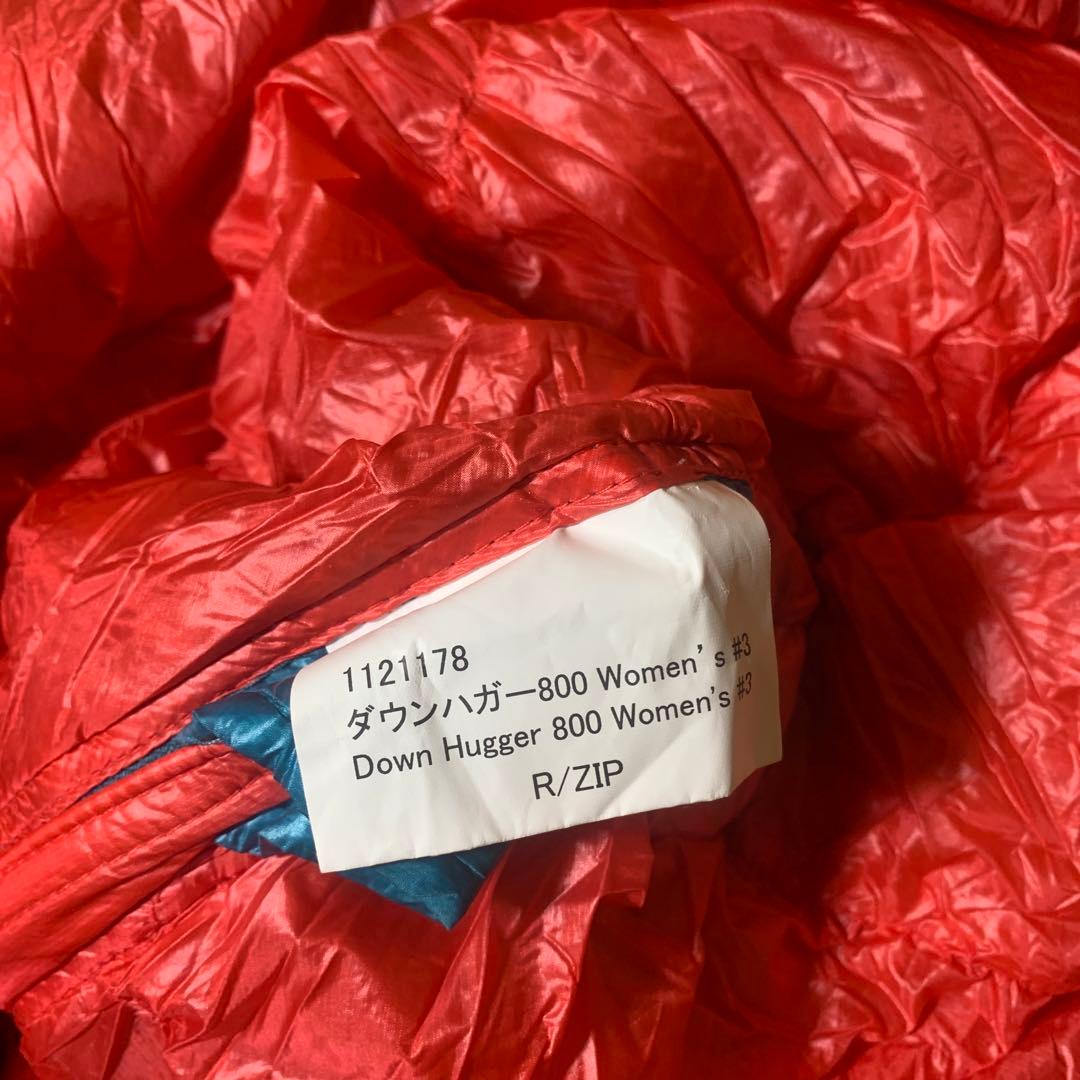 1121178
ダウンハガー800 Women's #3
Down Hugger 800 Women's #3
R/ZIP